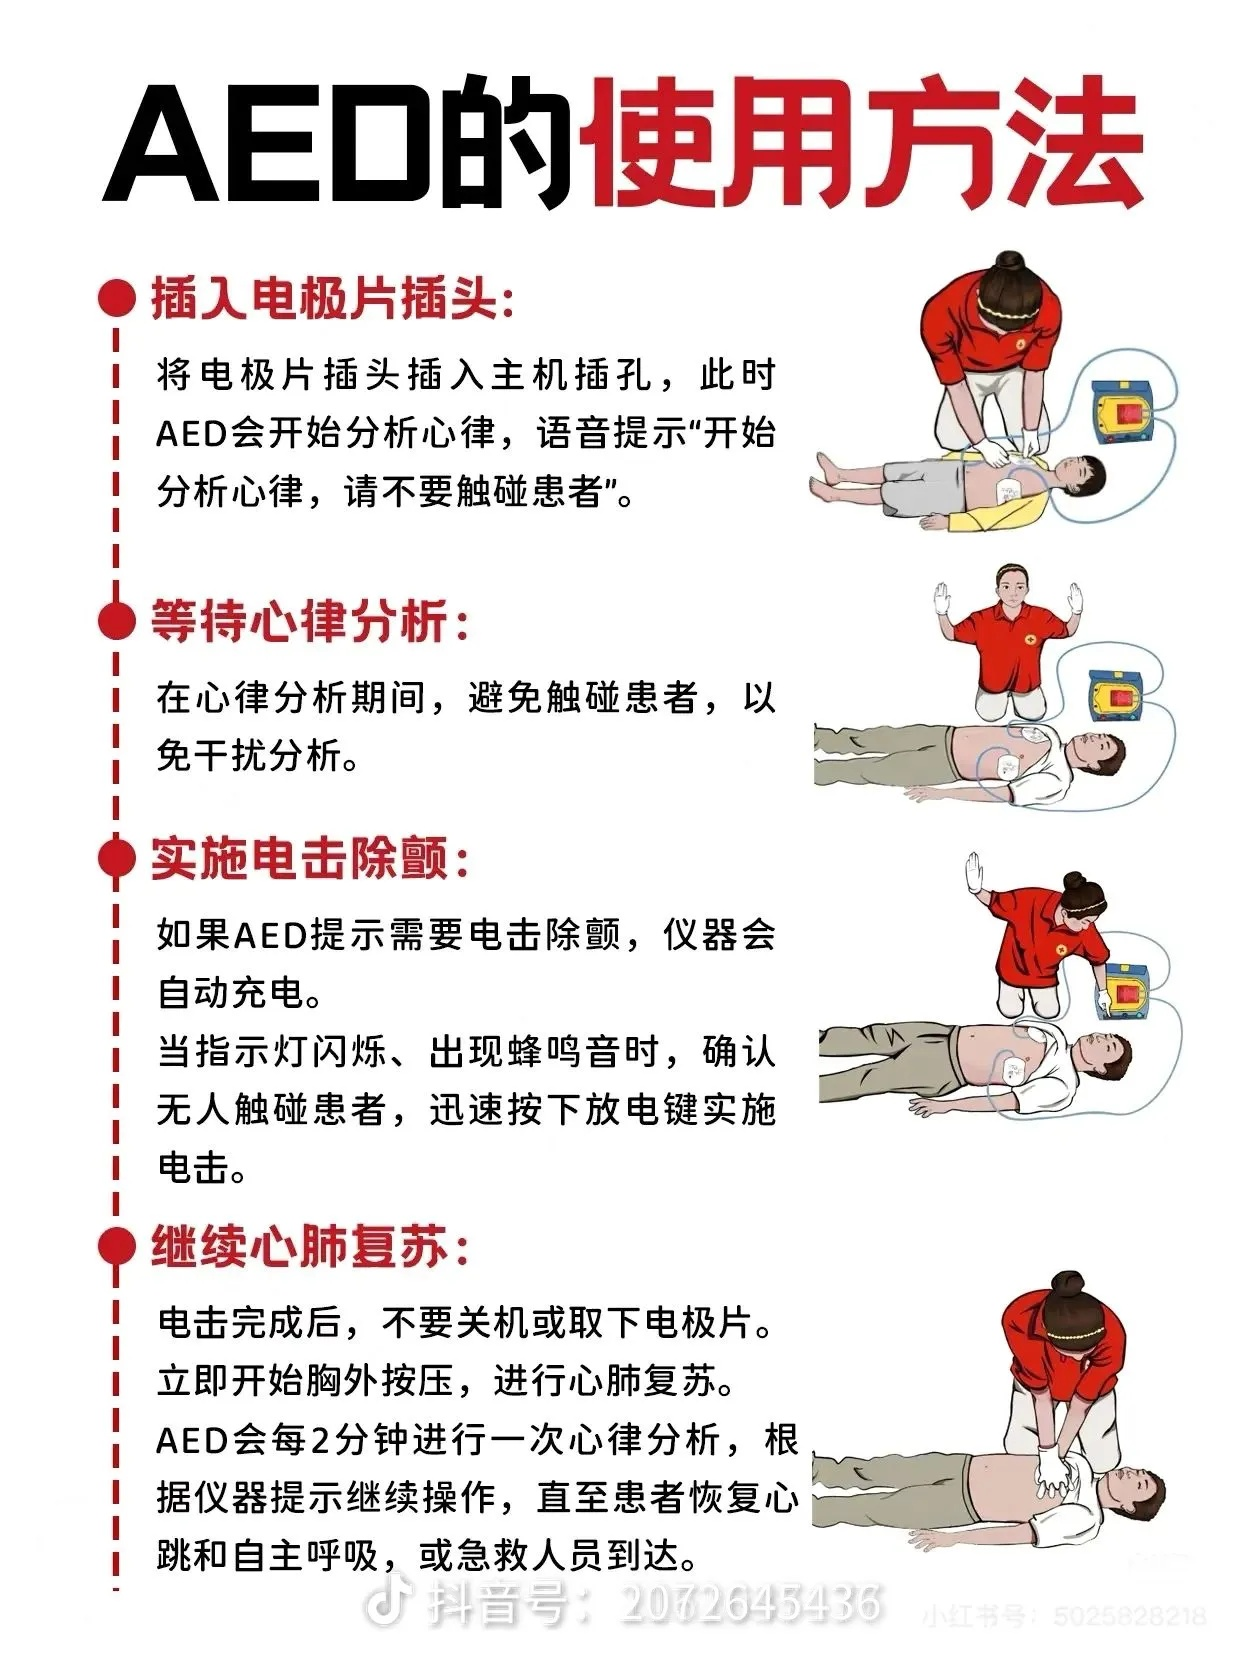 AED的使用方法
插入电极片插头：
将电极片插头插入主机插孔，此时
AED会开始分析心律，语音提示“开始
分析心律，请不要触碰患者”。
等待心律分析：
在心律分析期间，避免触碰患者，以
免干扰分析。
实施电击除颤：
如果AED提示需要电击除颤，仪器会
自动充电。
当指示灯闪烁、出现蜂鸣音时，确认
无人触碰患者，迅速按下放电键实施
电击。
继续心肺复苏：
电击完成后，不要关机或取下电极片。
立即开始胸外按压，进行心肺复苏。
AED会每2分钟进行一次心律分析，根
据仪器提示继续操作，直至患者恢复心
跳和自主呼吸，或急救人员到达。
抖音号：2072645436
小红书号：5025828218